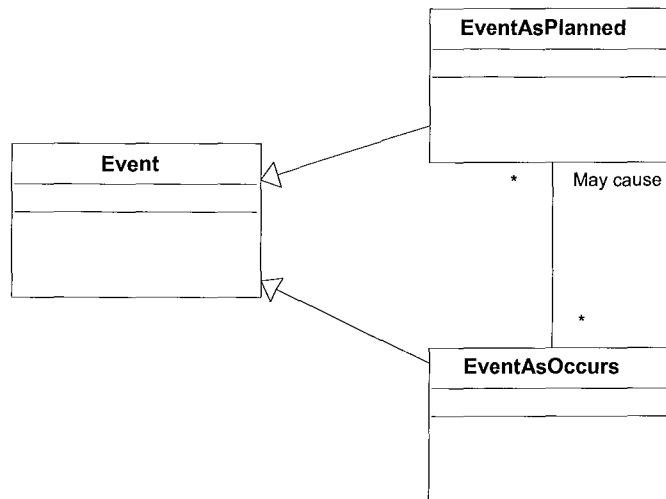 EventAsPlanned
Event
*
May cause
*
EventAsOccurs